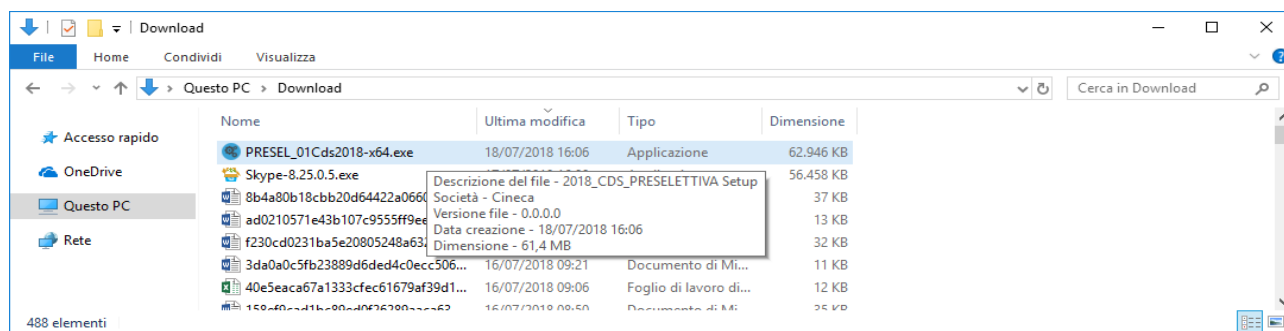 Download
File Home Condividi Visualizza
Questo PC > Download Cerca in Download
Nome Ultima modifica Tipo Dimensione
Accesso rapido
OneDrive
Questo PC
Rete
PRESEL_01Cds2018-x64.exe 18/07/2018 16:06 Applicazione 62.946 KB
Skype-8.25.0.5.exe 56.458 KB
8b4a80b18cbb20d64422a0660 37 KB
ad0210571e43b107c9555ff9ee 13 KB
f230cd0231ba5e20805248a632 32 KB
3da0a0c5fb23889d6ded4c0ecc506... 16/07/2018 09:21 Documento di Mi... 11 KB
40e5eaca67a1333cfec61679af39d1... 16/07/2018 09:06 Foglio di lavoro di... 12 KB
Descrizione del file - 2018_CDS_PRESELETTIVA Setup
Società - Cineca
Versione file - 0.0.0.0
Data creazione - 18/07/2018 16:06
Dimensione - 61,4 MB
488 elementi